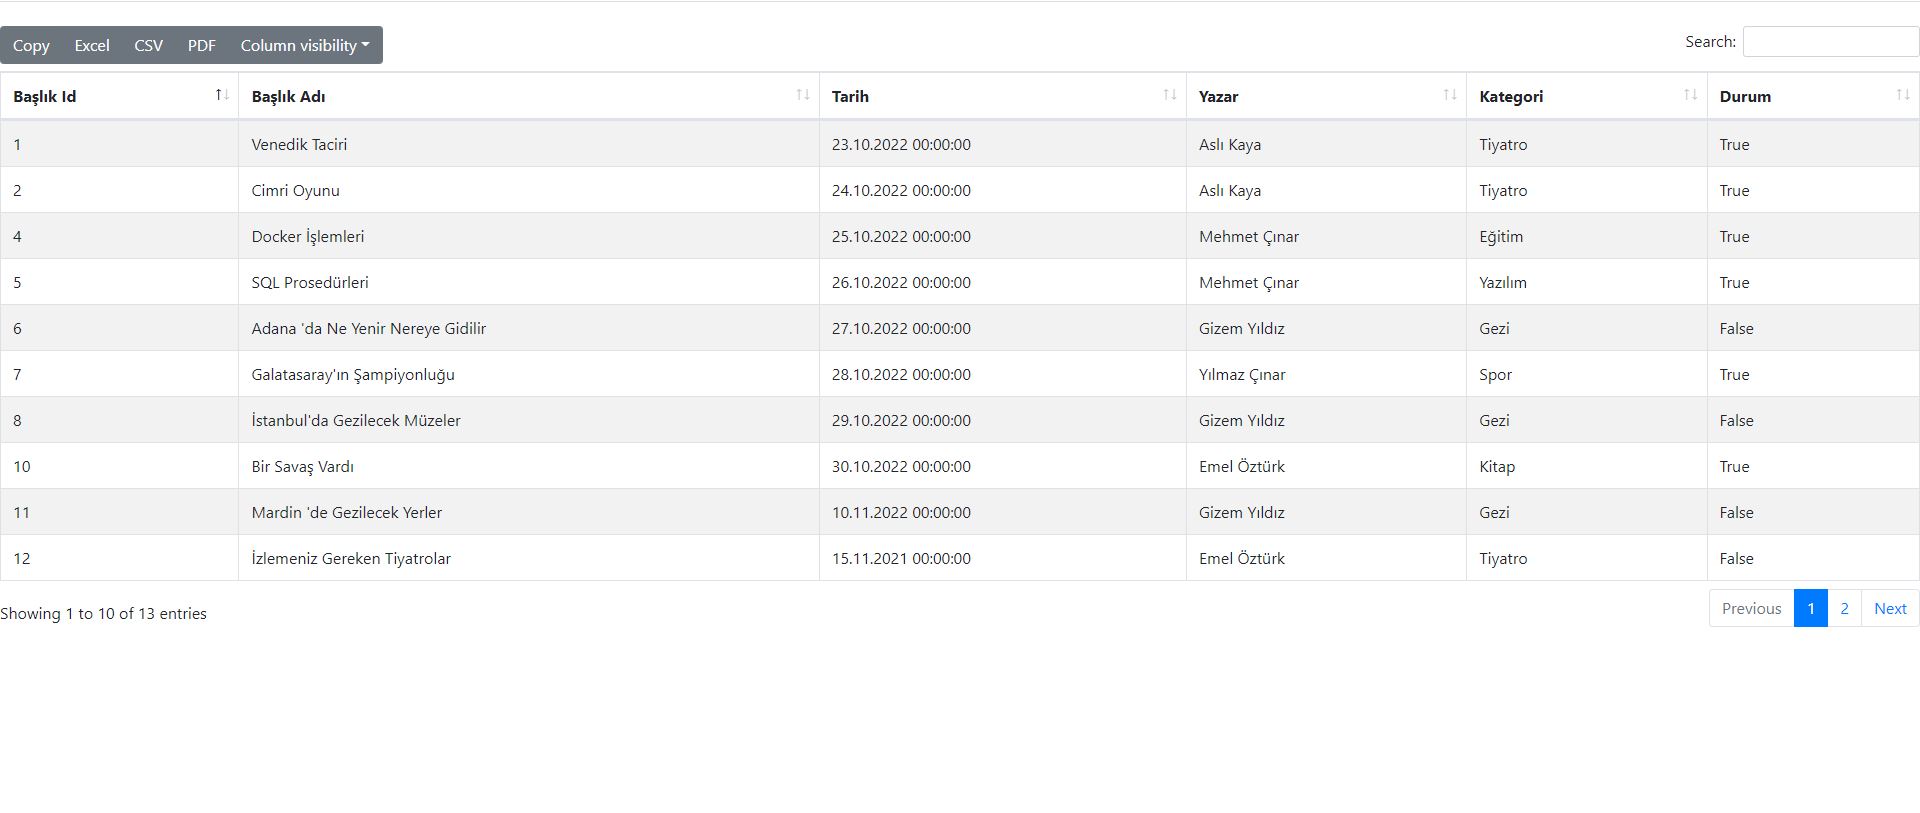 Copy Excel CSV PDF Column visibility Search:
Başlık Id Başlık Adı Tarih Yazar Kategori Durum
1 Venedik Taciri 23.10.2022 00:00:00 Aslı Kaya Tiyatro True
2 Cimri Oyunu 24.10.2022 00:00:00 Aslı Kaya Tiyatro True
4 Docker İşlemleri 25.10.2022 00:00:00 Mehmet Çınar Eğitim True
5 SQL Prosedürleri 26.10.2022 00:00:00 Mehmet Çınar Yazılım True
6 Adana 'da Ne Yenir Nereye Gidilir 27.10.2022 00:00:00 Gizem Yıldız Gezi False
7 Galatasaray'ın Şampiyonluğu 28.10.2022 00:00:00 Yılmaz Çınar Spor True
8 İstanbul'da Gezilecek Müzeler 29.10.2022 00:00:00 Gizem Yıldız Gezi False
10 Bir Savaş Vardı 30.10.2022 00:00:00 Emel Öztürk Kitap True
11 Mardin 'de Gezilecek Yerler 10.11.2022 00:00:00 Gizem Yıldız Gezi False
12 İzlemeniz Gereken Tiyatrolar 15.11.2021 00:00:00 Emel Öztürk Tiyatro False
Showing 1 to 10 of 13 entries Previous 1 2 Next